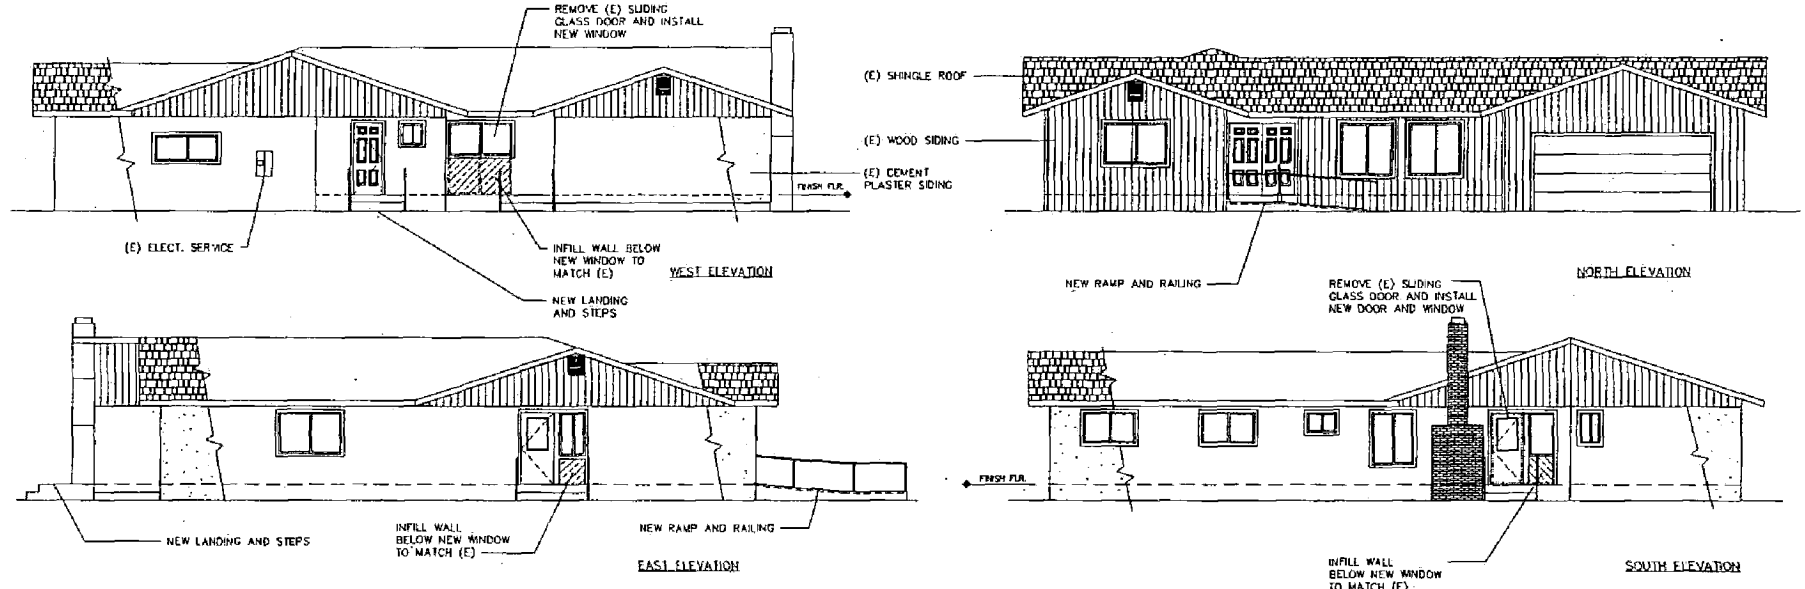 REMOVE (E) SLIDING
GLASS DOOR AND INSTALL
NEW WINDOW
(E) SHINGLE ROOF
(E) WOOD SIDING
(E) CEMENT
PLASTER SIDING
FINISH FLR.
(E) ELECT. SERVICE
INFILL WALL BELOW
NEW WINDOW TO
MATCH (E)
WEST ELEVATION
NEW LANDING
AND STEPS
NEW RAMP AND RAILING
NORTH ELEVATION
REMOVE (E) SLIDING
GLASS DOOR AND INSTALL
NEW DOOR AND WINDOW
FINISH FLR.
NEW LANDING AND STEPS
INFILL WALL
BELOW NEW WINDOW
TO MATCH (E)
NEW RAMP AND RAILING
EAST ELEVATION
INFILL WALL
BELOW NEW WINDOW
TO MATCH (E)
SOUTH ELEVATION